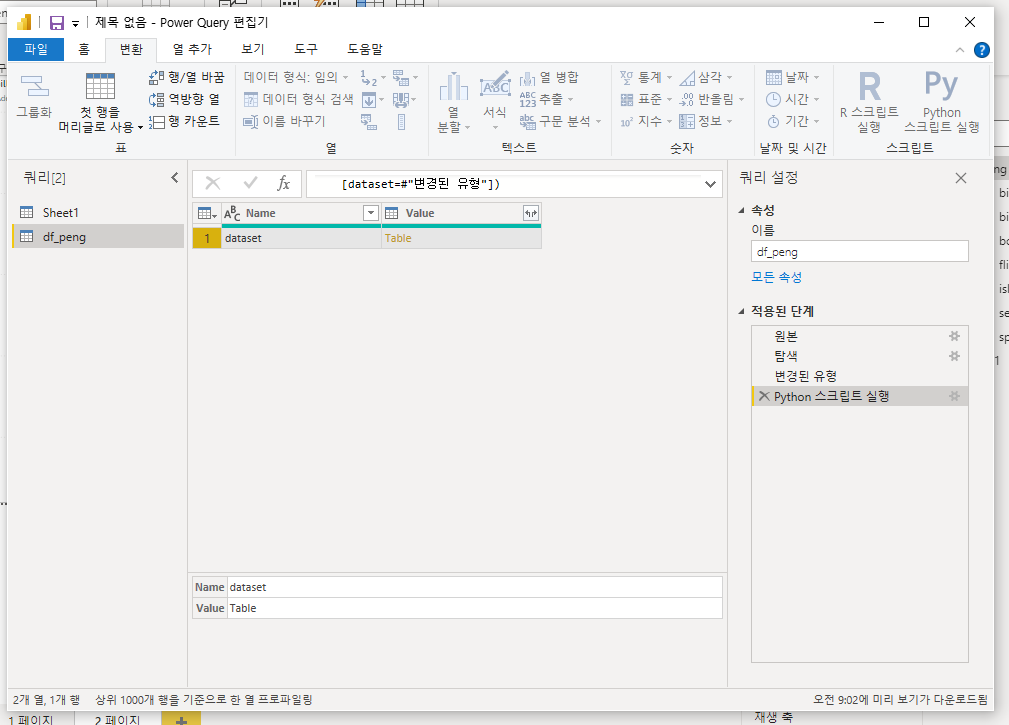 제목 없음 - Power Query 편집기
파일 홈 변환 열 추가 보기 도구 도움말
그룹화
첫 행을
머리글로 사용
행/열 바꿈
역방향 열
행 카운트
표
데이터 형식: 임의
데이터 형식 검색
이름 바꾸기
열
열
분할
서식
열 병합
추출
구문 분석
텍스트
통계
표준
지수
삼각
반올림
정보
숫자
날짜
시간
기간
날짜 및 시간
R 스크립트
실행
Python
스크립트 실행
스크립트
쿼리[2]
Sheet1
df_peng
[dataset=#"변경된 유형"])
Name Value
1 dataset Table
Name dataset
Value Table
쿼리 설정
속성
이름
df_peng
모든 속성
적용된 단계
원본
탐색
변경된 유형
Python 스크립트 실행
2개 열, 1개 행 상위 1000개 행을 기준으로 한 열 프로파일링
오전 9:02에 미리 보기가 다운로드됨
1 페이지 2 페이지
재생 축